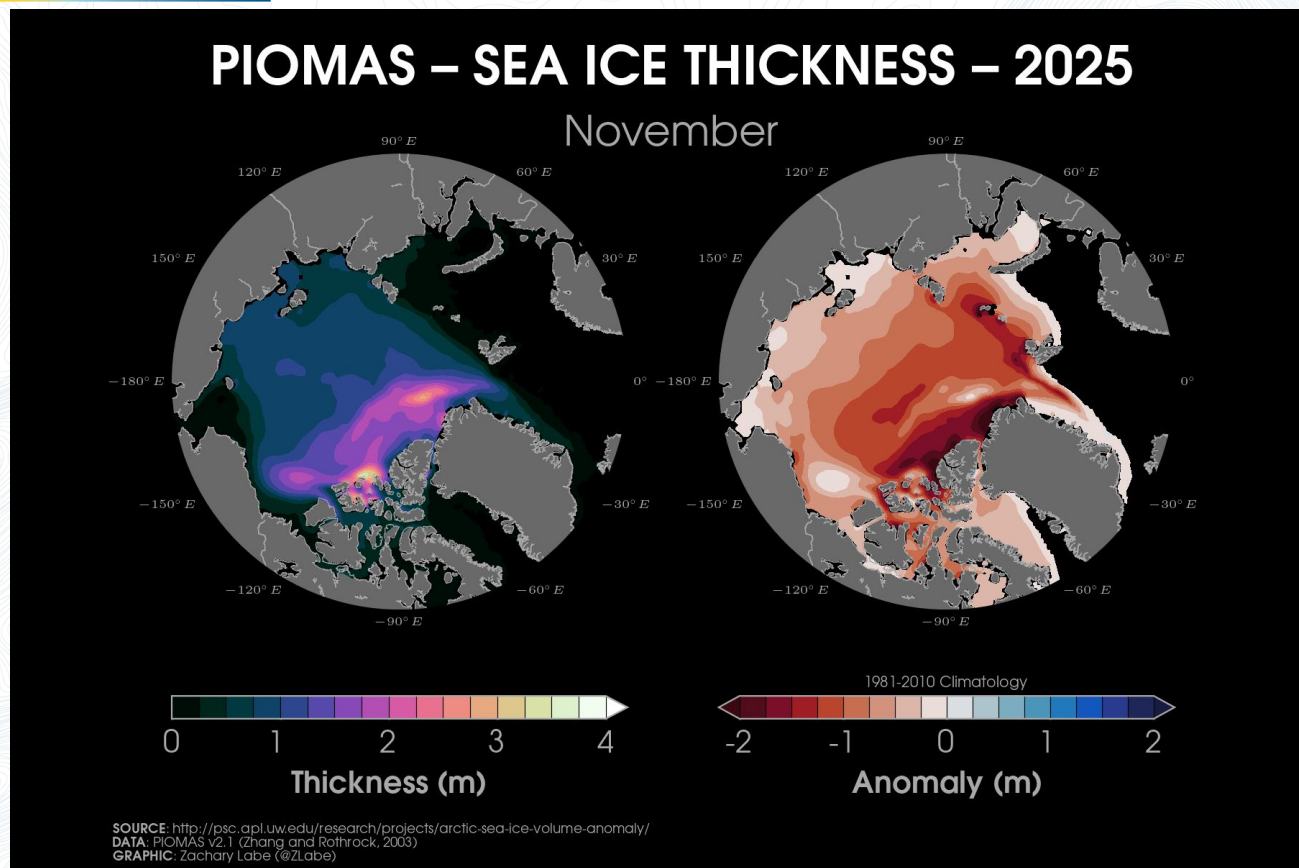 PIOMAS – SEA ICE THICKNESS – 2025
November
90° E
120° E
60° E
150° E
30° E
−180° E
0°
−150° E
−30° E
−120° E
−60° E
−90° E
90° E
120° E
60° E
150° E
30° E
−180° E
0°
−150° E
−30° E
−120° E
−60° E
−90° E
0 1 2 3 4
Thickness (m)
1981-2010 Climatology
-2 -1 0 1 2
Anomaly (m)
SOURCE: http://psc.apl.uw.edu/research/projects/arctic-sea-ice-volume-anomaly/
DATA: PIOMAS v2.1 (Zhang and Rothrock, 2003)
GRAPHIC: Zachary Labe (@ZLabe)